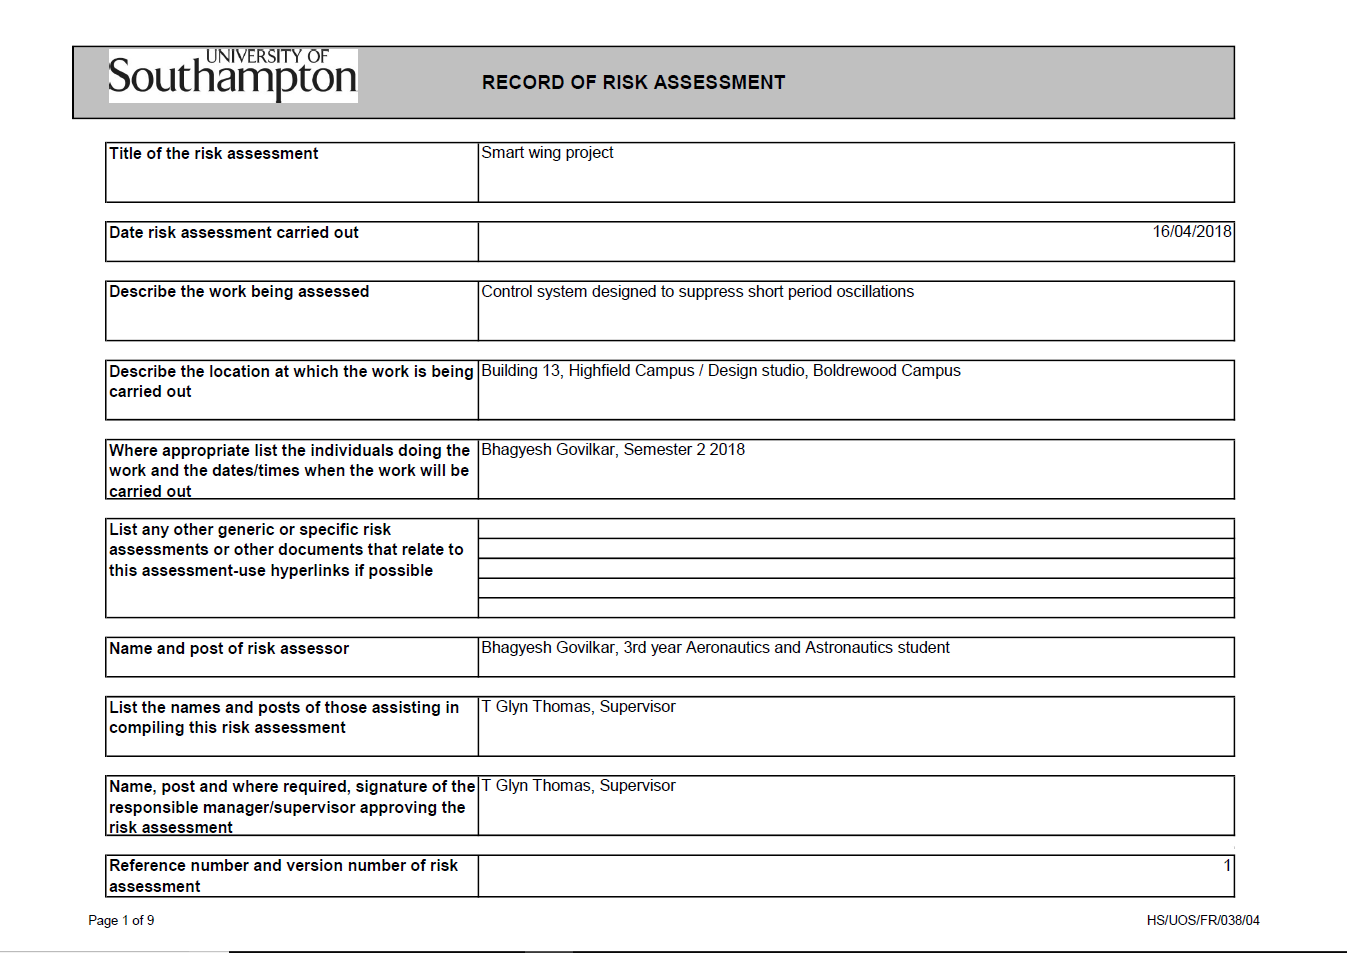 UNIVERSITY OF
Southampton
RECORD OF RISK ASSESSMENT
Title of the risk assessment
Smart wing project
Date risk assessment carried out
16/04/2018
Describe the work being assessed
Control system designed to suppress short period oscillations
Describe the location at which the work is being
carried out
Building 13, Highfield Campus / Design studio, Boldrewood Campus
Where appropriate list the individuals doing the
work and the dates/times when the work will be
carried out
Bhagyesh Govilkar, Semester 2 2018
List any other generic or specific risk
assessments or other documents that relate to
this assessment-use hyperlinks if possible
Name and post of risk assessor
Bhagyesh Govilkar, 3rd year Aeronautics and Astronautics student
List the names and posts of those assisting in
compiling this risk assessment
T Glyn Thomas, Supervisor
Name, post and where required, signature of the
responsible manager/supervisor approving the
risk assessment
T Glyn Thomas, Supervisor
Reference number and version number of risk
assessment
1
Page 1 of 9
HS/UOS/FR/038/04